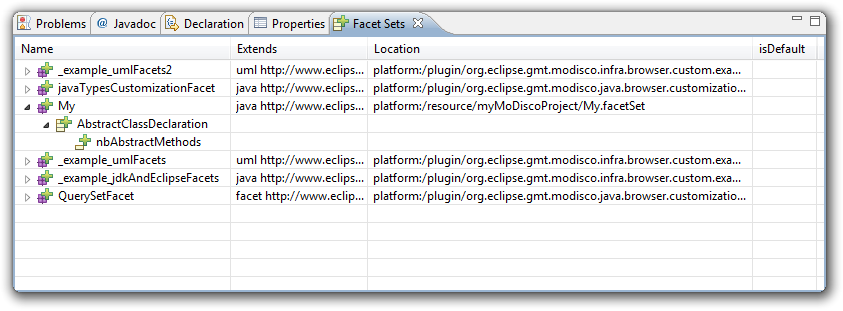 Problems @ Javadoc Declaration Properties Facet Sets
Name Extends Location isDefault
_example_umlFacets2 uml http://www.eclips... platform:/plugin/org.eclipse.gmt.modisco.infra.browser.custom.exa...
javaTypesCustomizationFacet java http://www.eclips... platform:/plugin/org.eclipse.gmt.modisco.java.browser.customizatio...
My java http://www.eclips... platform:/resource/myMoDiscoProject/My.facetSet
AbstractClassDeclaration
nbAbstractMethods
_example_umlFacets uml http://www.eclips... platform:/plugin/org.eclipse.gmt.modisco.infra.browser.custom.exa...
_example_jdkAndEclipseFacets java http://www.eclips... platform:/plugin/org.eclipse.gmt.modisco.infra.browser.custom.exa...
QuerySetFacet facet http://www.eclip... platform:/plugin/org.eclipse.gmt.modisco.java.browser.customizatio...